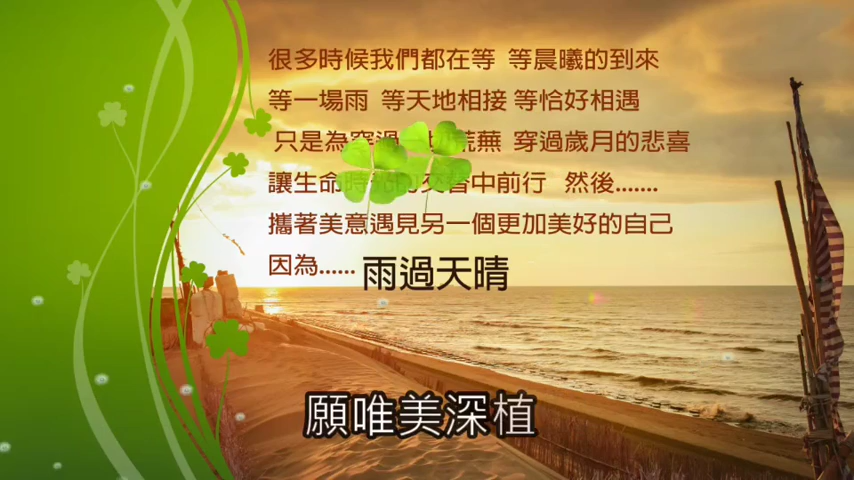 很多時候我們都在等 等晨曦的到來
等一場雨 等天地相接 等恰好相遇
只是為穿過 荒蕪 穿過歲月的悲喜
讓生命時 交替中前行 然後.......
攜著美意遇見另一個更加美好的自己
因為...... 雨過天晴
願唯美深植